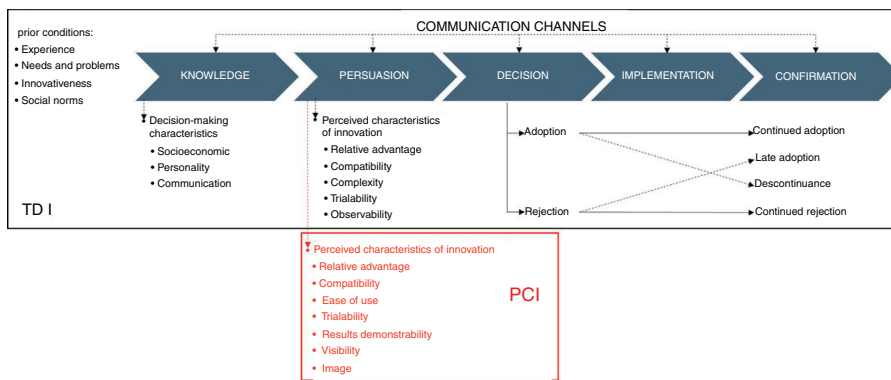 COMMUNICATION CHANNELS
prior conditions:
• Experience
• Needs and problems
• Innovativeness
• Social norms
KNOWLEDGE
PERSUASION
DECISION
IMPLEMENTATION
CONFIRMATION
Decision-making
characteristics
• Socioeconomic
• Personality
• Communication
Perceived characteristics
of innovation
• Relative advantage
• Compatibility
• Complexity
• Trialability
• Observability
Adoption
Rejection
Continued adoption
Late adoption
Discontinuance
Continued rejection
TD I
Perceived characteristics of innovation
• Relative advantage
• Compatibility
• Ease of use
• Trialability
• Results demonstrability
• Visibility
• Image
PCI